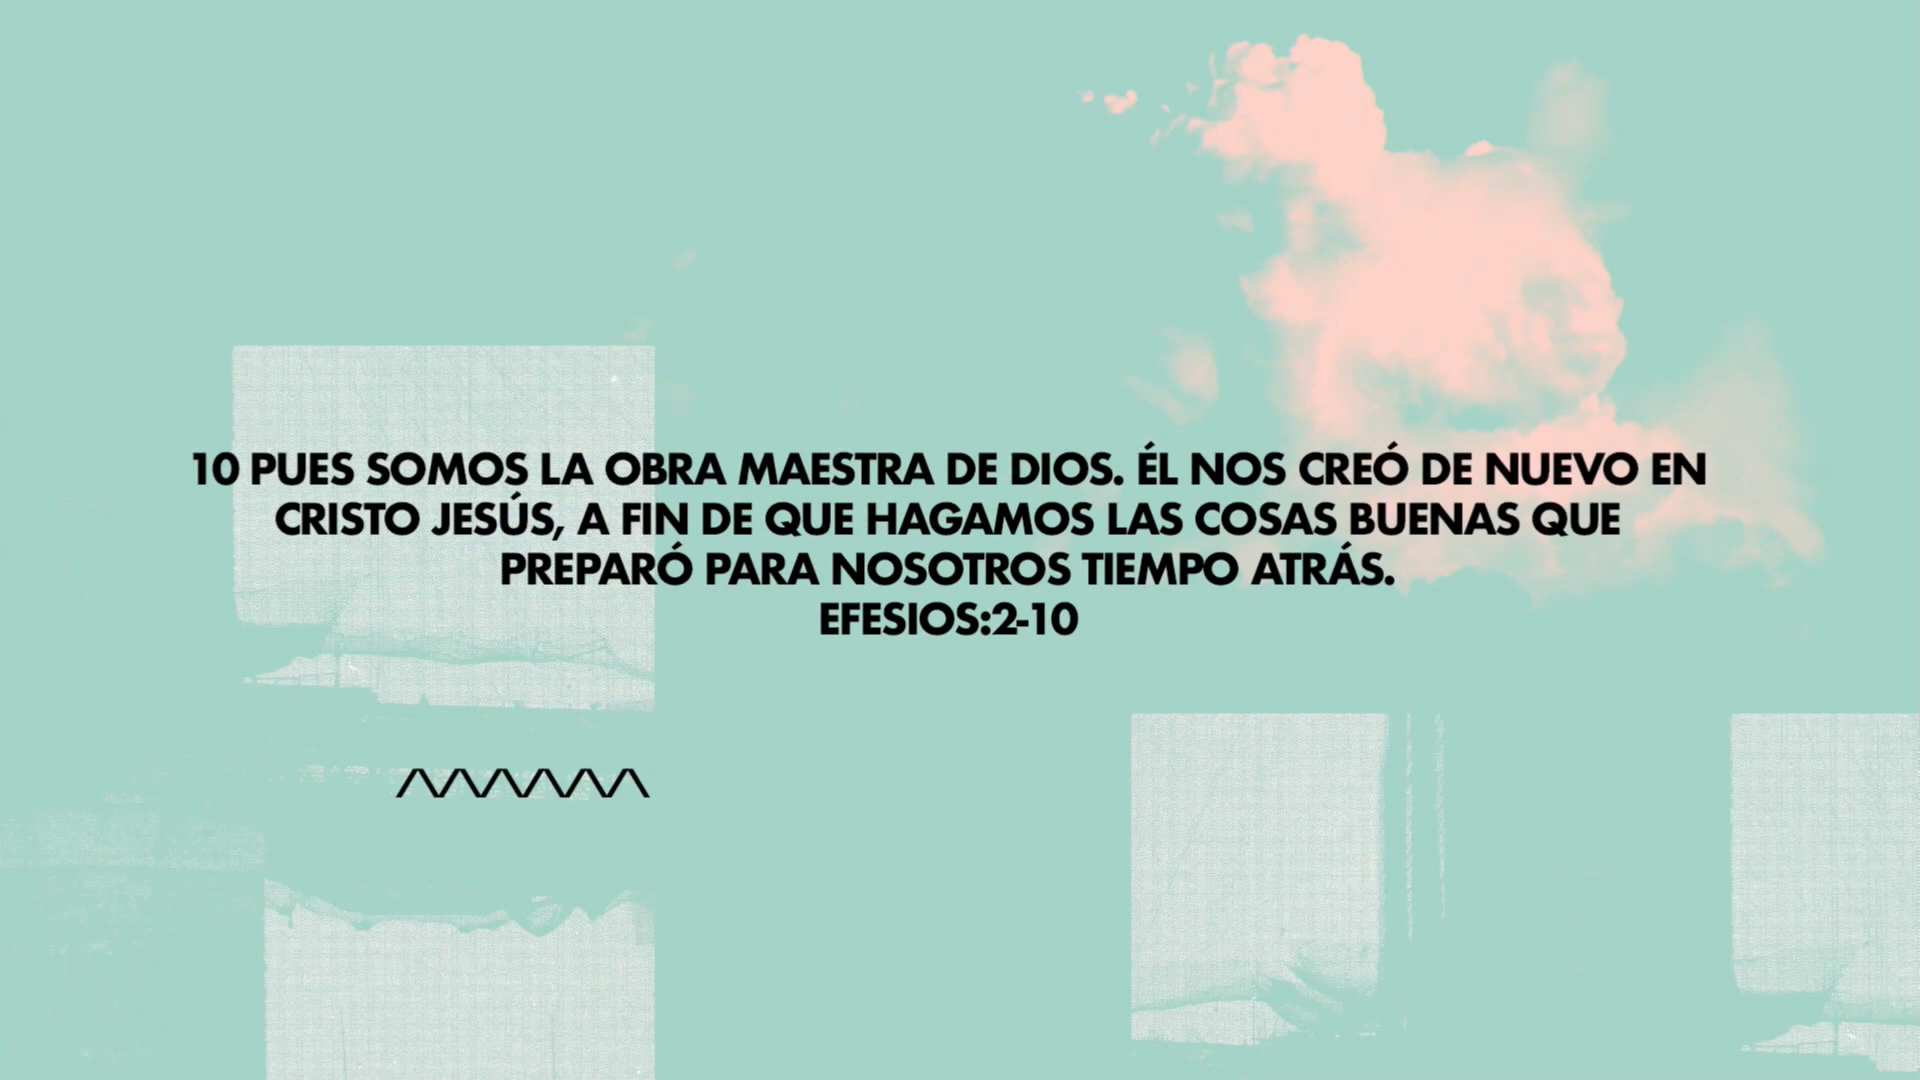 10 PUES SOMOS LA OBRA MAESTRA DE DIOS. ÉL NOS CREÓ DE NUEVO EN
CRISTO JESÚS, A FIN DE QUE HAGAMOS LAS COSAS BUENAS QUE
PREPARÓ PARA NOSOTROS TIEMPO ATRÁS.
EFESIOS:2-10